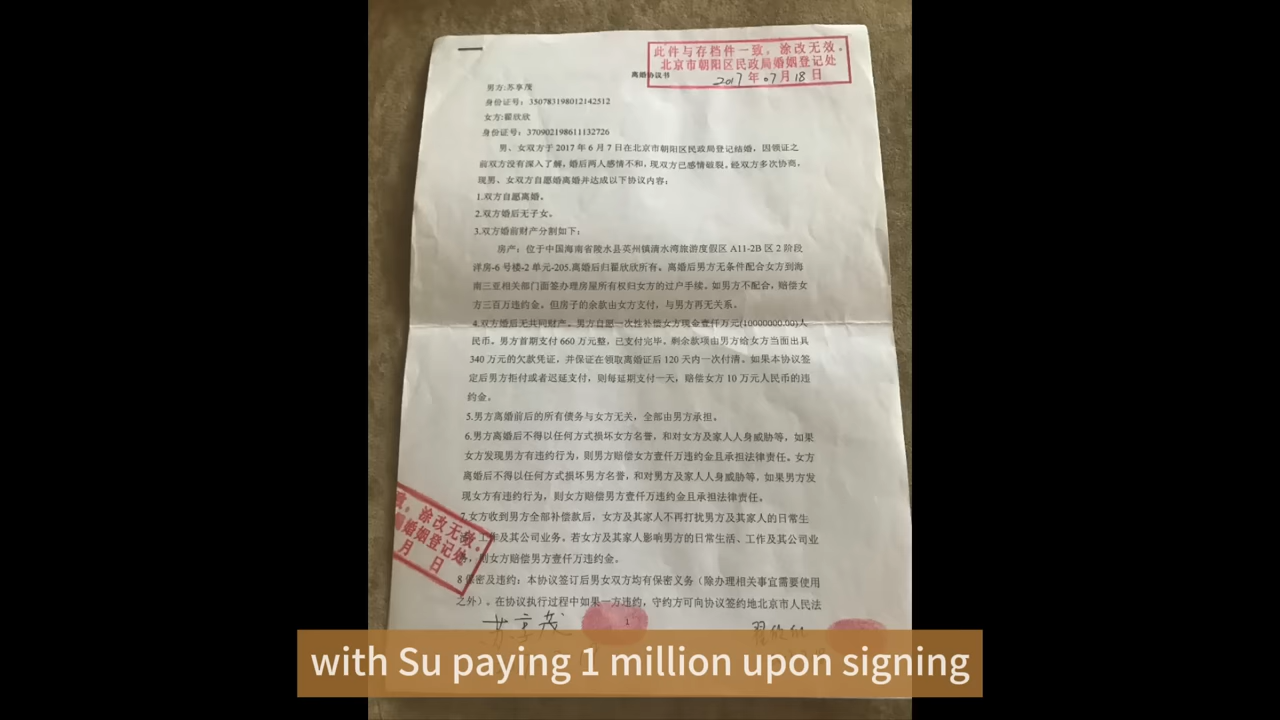 此件与存档件一致，涂改无效。
北京市朝阳区民政局婚姻登记处
2017年07月18日
离婚协议书
男方:苏享茂
身份证号：350783198012142512
女方:翟欣欣
身份证号：370902198611132726
男、女双方于 2017 年 6 月 7 日在北京市朝阳区民政局登记结婚，因领证之
前双方没有深入了解，婚后两人感情不和，现双方已感情破裂。经双方多次协商，
现男、女双方自愿婚离婚并达成以下协议内容：
1.双方自愿离婚。
2.双方婚后无子女。
3.双方婚前财产分割如下：
房产：位于中国海南省陵水县英州镇清水湾旅游度假区 A11-2B 区 2 阶段
洋房-6 号楼-2 单元-205.离婚后归翟欣欣所有。离婚后男方无条件配合女方到海
南三亚相关部门面签办理房屋所有权归女方的过户手续。如男方不配合，赔偿女
方三百万违约金。但房子的余款由女方支付，与男方再无关系。
4.双方婚后无共同财产。男方自愿一次性补偿女方现金壹仟万元(10000000.00)人
民币。男方首期支付 660 万元整，已支付完毕。剩余款项由男方给女方当面出具
340 万元的欠款凭证，并保证在领取离婚证后 120 天内一次付清。如果本协议签
定后男方拒付或者迟延支付，则每延期支付一天，赔偿女方 10 万元人民币的违
约金。
5.男方离婚前后的所有债务与女方无关，全部由男方承担。
6.男方离婚后不得以任何方式损坏女方名誉，和对女方及家人人身威胁等，如果
女方发现男方有违约行为，则男方赔偿女方壹仟万违约金且承担法律责任。女方
离婚后不得以任何方式损坏男方名誉，和对男方及家人人身威胁等，如果男方发
现女方有违约行为，则女方赔偿男方壹仟万违约金且承担法律责任。
7.女方收到男方全部补偿款后，女方及其家人不再打扰男方及其家人的日常生
工作及其公司业务。若女方及其家人影响男方的日常生活、工作及其公司业
，则女方赔偿男方壹仟万违约金。
8 保密及违约：本协议签订后男女双方均有保密义务（除办理相关事宜需要使用
之外）。在协议执行过程中如果一方违约，守约方可向协议签约地北京市人民法
涂改无效。
婚姻登记处
月 日
苏享茂
1
翟欣欣
with Su paying 1 million upon signing